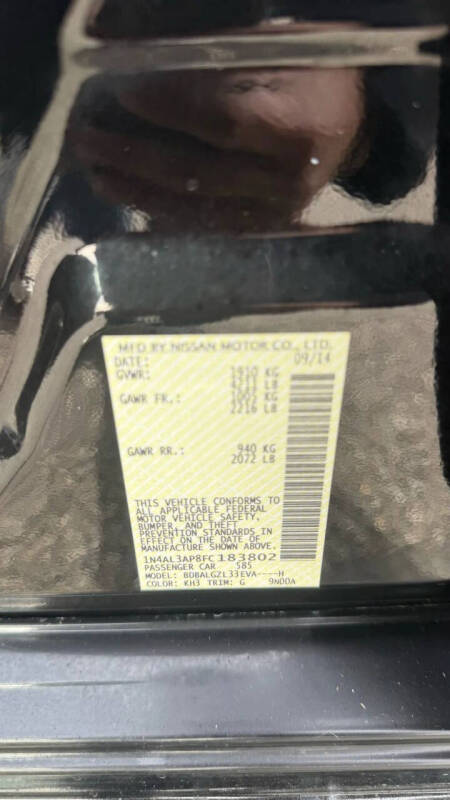 MFD BY NISSAN MOTOR CO., LTD.
DATE: 09/14
GVWR: 1910 KG
4211 LB
GAWR FR.: 1005 KG
2216 LB
GAWR RR.: 940 KG
2072 LB
THIS VEHICLE CONFORMS TO
ALL APPLICABLE FEDERAL
MOTOR VEHICLE SAFETY,
BUMPER, AND THEFT
PREVENTION STANDARDS IN
EFFECT ON THE DATE OF
MANUFACTURE SHOWN ABOVE.
1N4AL3AP8FC183802
PASSENGER CAR 585
MODEL: BDBALGZL33EVA----H
COLOR: KH3 TRIM: G 9N00A